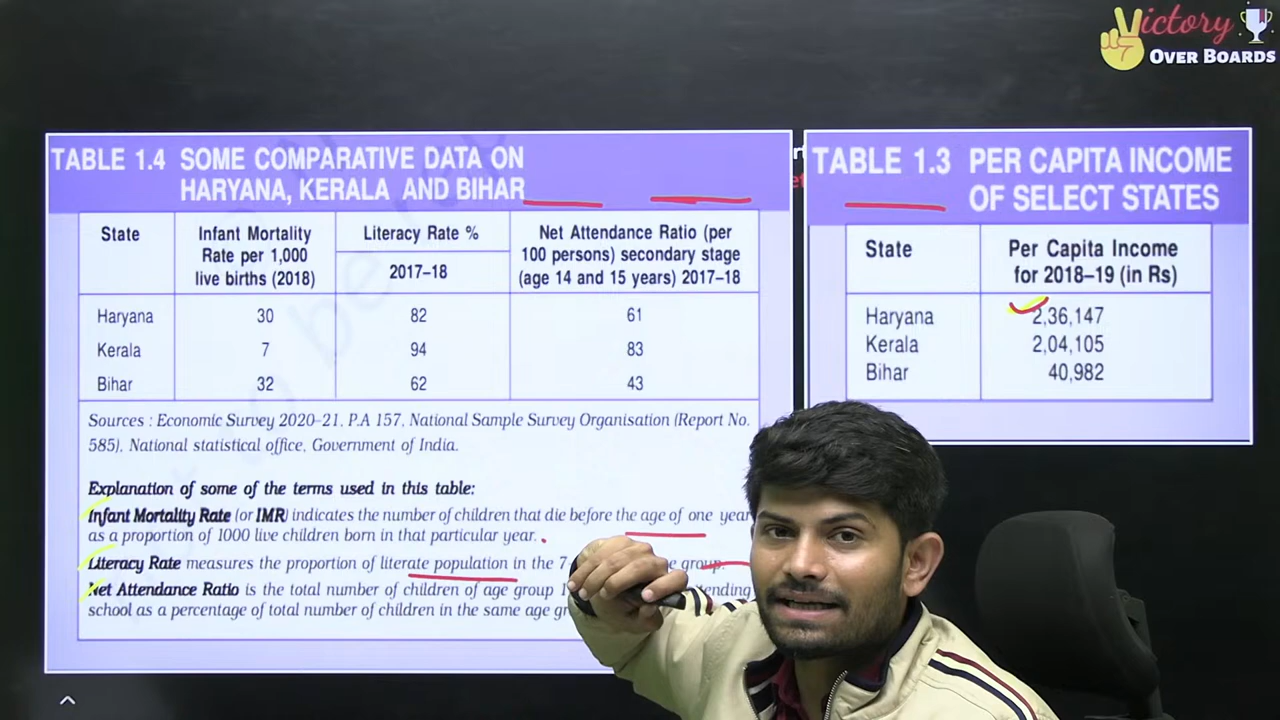 Victory
OVER BOARDS
TABLE 1.4 SOME COMPARATIVE DATA ON
HARYANA, KERALA AND BIHAR
State Infant Mortality Rate per 1,000 live births (2018) Literacy Rate % 2017–18 Net Attendance Ratio (per 100 persons) secondary stage (age 14 and 15 years) 2017–18
Haryana 30 82 61
Kerala 7 94 83
Bihar 32 62 43
Sources : Economic Survey 2020–21, P.A 157, National Sample Survey Organisation (Report No.
585), National statistical office, Government of India.
Explanation of some of the terms used in this table:
Infant Mortality Rate (or IMR) indicates the number of children that die before the age of one year
as a proportion of 1000 live children born in that particular year.
Literacy Rate measures the proportion of literate population in the 7 group.
Net Attendance Ratio is the total number of children of age group
school as a percentage of total number of children in the same age
TABLE 1.3 PER CAPITA INCOME
OF SELECT STATES
State Per Capita Income for 2018–19 (in Rs)
Haryana 2,36,147
Kerala 2,04,105
Bihar 40,982